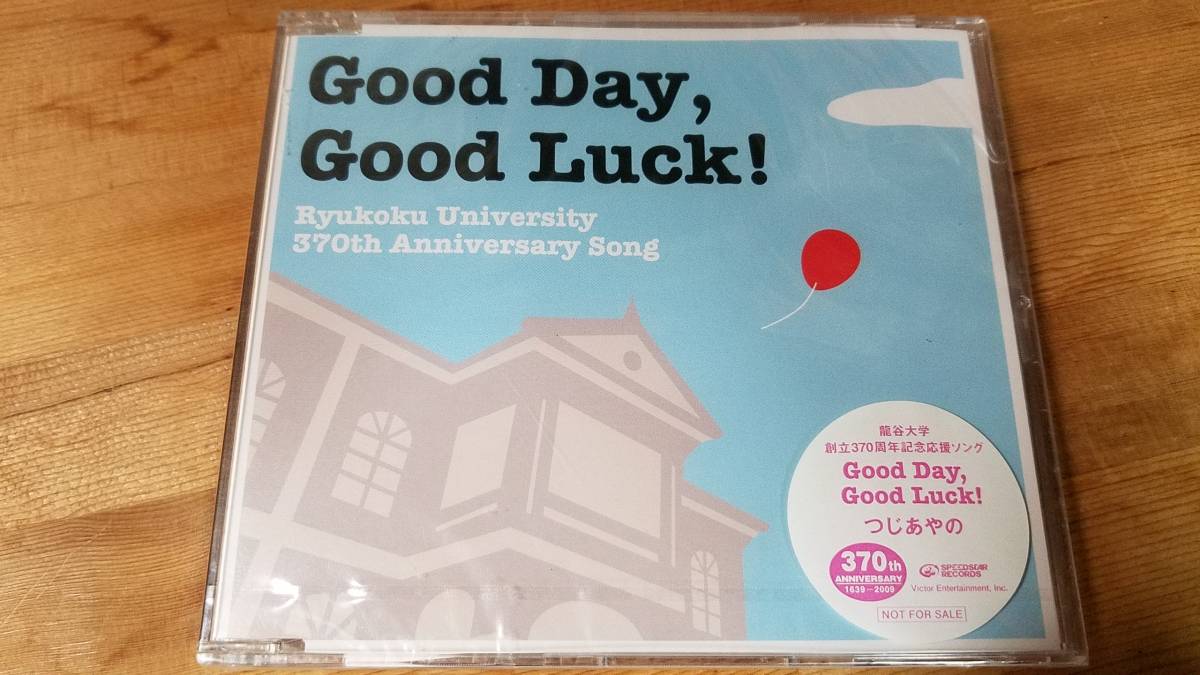 Good Day,
Good Luck!
Ryukoku University
370th Anniversary Song
龍谷大学
創立370周年記念応援ソング
Good Day,
Good Luck!
つじあやの
370th
ANNIVERSARY
1639-2009
SPEEDSTAR
RECORDS
Victor Entertainment, Inc.
NOT FOR SALE